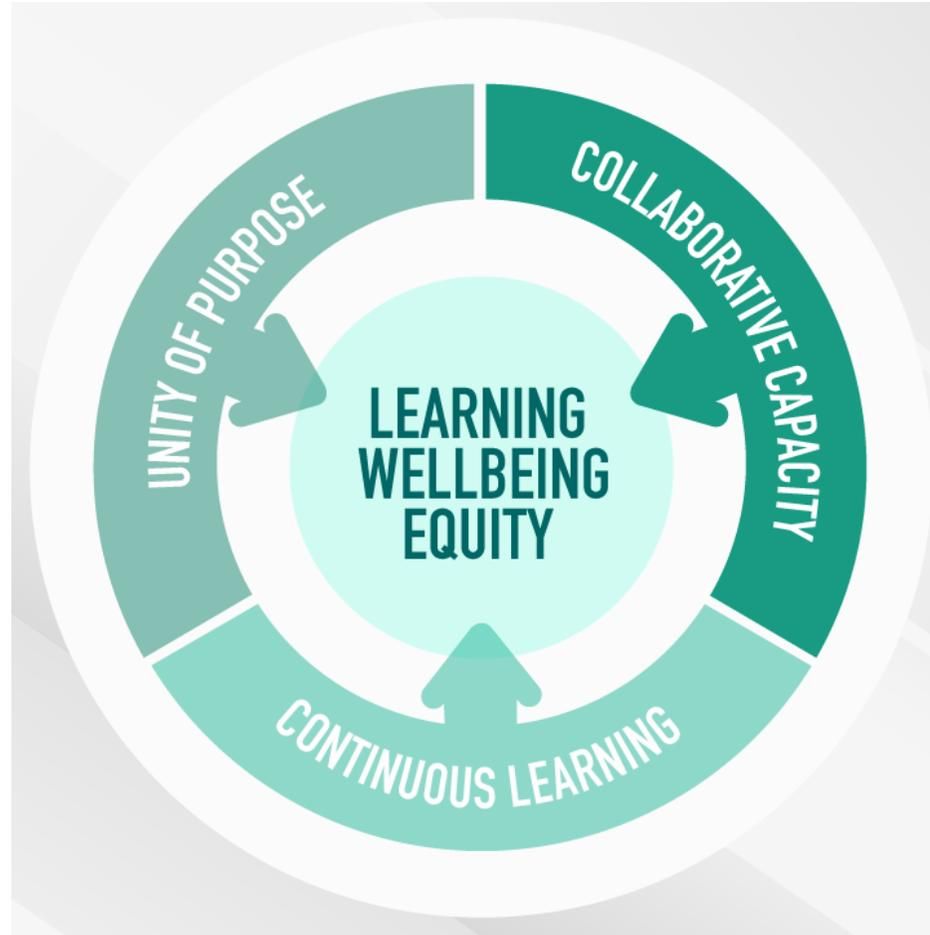 UNITY OF PURPOSE
COLLABORATIVE CAPACITY
LEARNING
WELLBEING
EQUITY
CONTINUOUS LEARNING